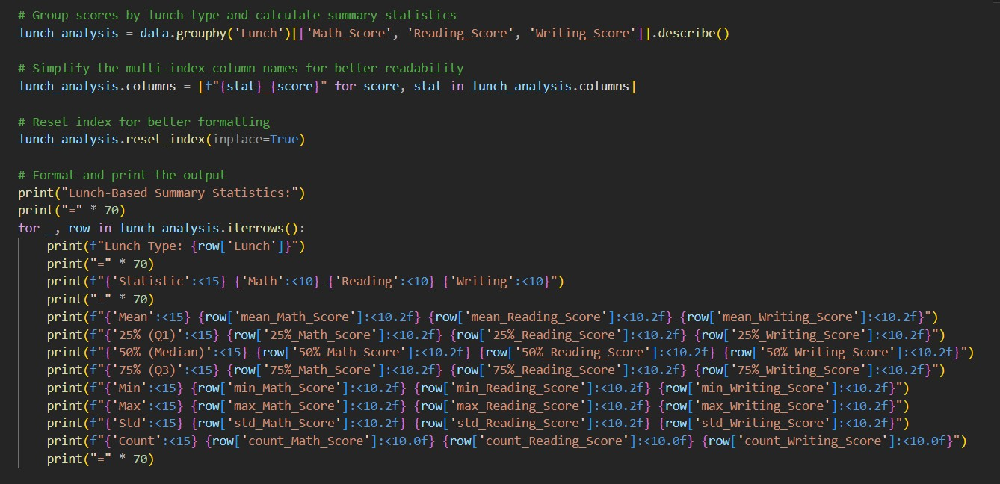 # Group scores by lunch type and calculate summary statistics
lunch_analysis = data.groupby('Lunch')[['Math_Score', 'Reading_Score', 'Writing_Score']].describe()
# Simplify the multi-index column names for better readability
lunch_analysis.columns = [f"{stat}_{score}" for score, stat in lunch_analysis.columns]
# Reset index for better formatting
lunch_analysis.reset_index(inplace=True)
# Format and print the output
print("Lunch-Based Summary Statistics:")
print("=" * 70)
for _, row in lunch_analysis.iterrows():
    print(f"Lunch Type: {row['Lunch']}")
    print("=" * 70)
    print(f"{'Statistic':<15} {'Math':<10} {'Reading':<10} {'Writing':<10}")
    print("-" * 70)
    print(f"{'Mean':<15} {row['mean_Math_Score']:<10.2f} {row['mean_Reading_Score']:<10.2f} {row['mean_Writing_Score']:<10.2f}")
    print(f"{'25% (Q1)':<15} {row['25%_Math_Score']:<10.2f} {row['25%_Reading_Score']:<10.2f} {row['25%_Writing_Score']:<10.2f}")
    print(f"{'50% (Median)':<15} {row['50%_Math_Score']:<10.2f} {row['50%_Reading_Score']:<10.2f} {row['50%_Writing_Score']:<10.2f}")
    print(f"{'75% (Q3)':<15} {row['75%_Math_Score']:<10.2f} {row['75%_Reading_Score']:<10.2f} {row['75%_Writing_Score']:<10.2f}")
    print(f"{'Min':<15} {row['min_Math_Score']:<10.2f} {row['min_Reading_Score']:<10.2f} {row['min_Writing_Score']:<10.2f}")
    print(f"{'Max':<15} {row['max_Math_Score']:<10.2f} {row['max_Reading_Score']:<10.2f} {row['max_Writing_Score']:<10.2f}")
    print(f"{'Std':<15} {row['std_Math_Score']:<10.2f} {row['std_Reading_Score']:<10.2f} {row['std_Writing_Score']:<10.2f}")
    print(f"{'Count':<15} {row['count_Math_Score']:<10.0f} {row['count_Reading_Score']:<10.0f} {row['count_Writing_Score']:<10.0f}")
    print("=" * 70)